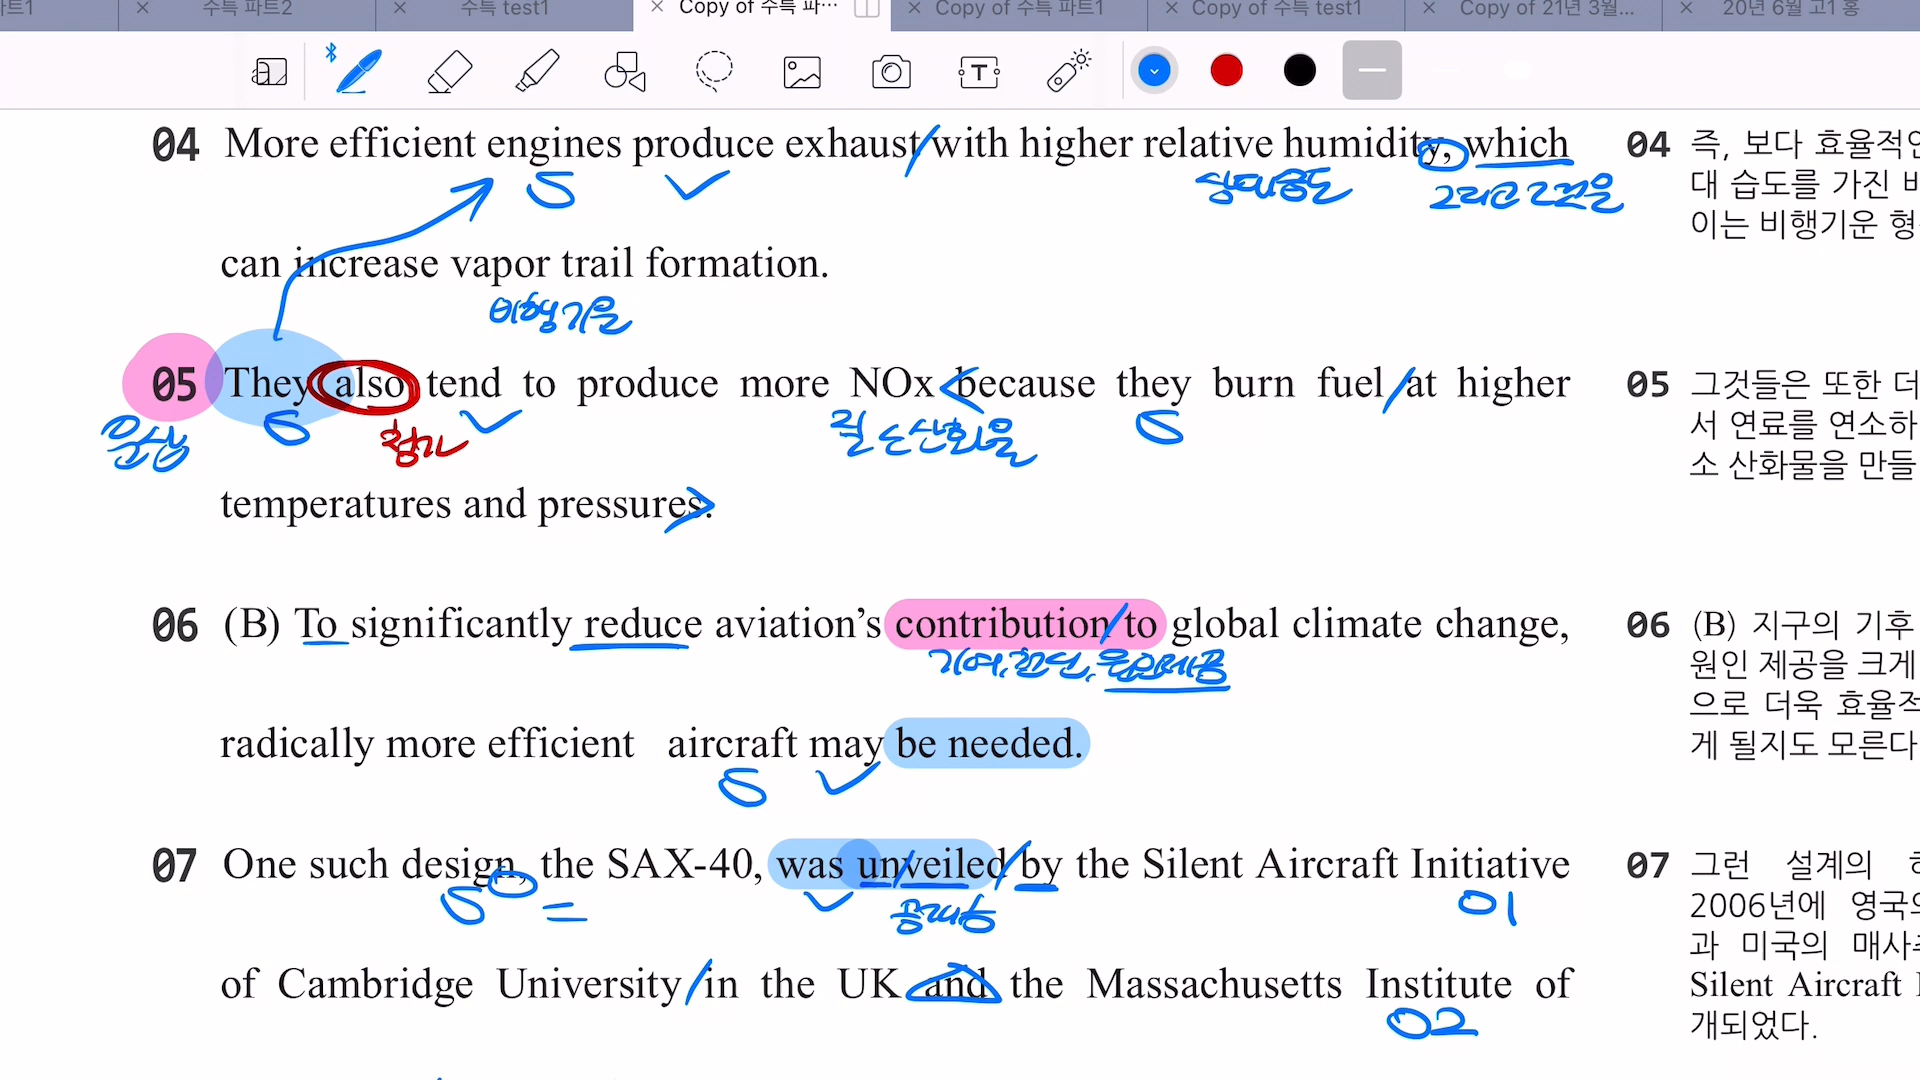 트1 × 수특 파트2 × 수특 test1 × Copy of 수특 파… × Copy of 수특 파트1 × Copy of 수특 test1 × Copy of 21년 3월… × 20년 6월 고1 홍
04 More efficient engines produce exhaust with higher relative humidity, which
S 상대습도 그리고 그것은
can increase vapor trail formation.
비행기운
05 They also tend to produce more NOx because they burn fuel at higher
문삽 S 첨가 질소산화물 S
temperatures and pressures.
06 (B) To significantly reduce aviation's contribution to global climate change,
기여, 헌신, 원인제공
radically more efficient aircraft may be needed.
S
07 One such design, the SAX-40, was unveiled by the Silent Aircraft Initiative
S = 공개하다 01
of Cambridge University in the UK and the Massachusetts Institute of
02
04 즉, 보다 효율적인
대 습도를 가진
이는 비행기운 형
05 그것들은 또한 더
서 연료를 연소하
소 산화물을 만들
06 (B) 지구의 기후
원인 제공을 크게
으로 더욱 효율적
게 될지도 모른다
07 그런 설계의
2006년에 영국의
과 미국의 매사추
Silent Aircraft I
개되었다.